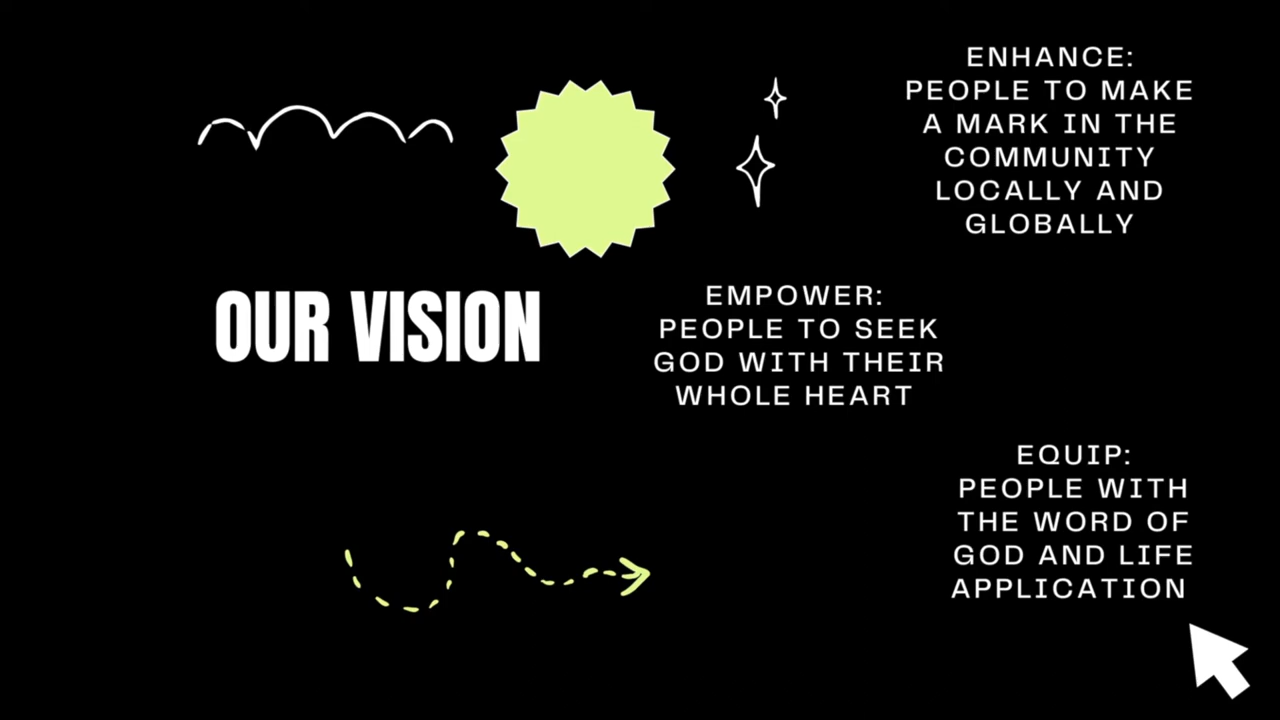 OUR VISION
ENHANCE:
PEOPLE TO MAKE
A MARK IN THE
COMMUNITY
LOCALLY AND
GLOBALLY
EMPOWER:
PEOPLE TO SEEK
GOD WITH THEIR
WHOLE HEART
EQUIP:
PEOPLE WITH
THE WORD OF
GOD AND LIFE
APPLICATION